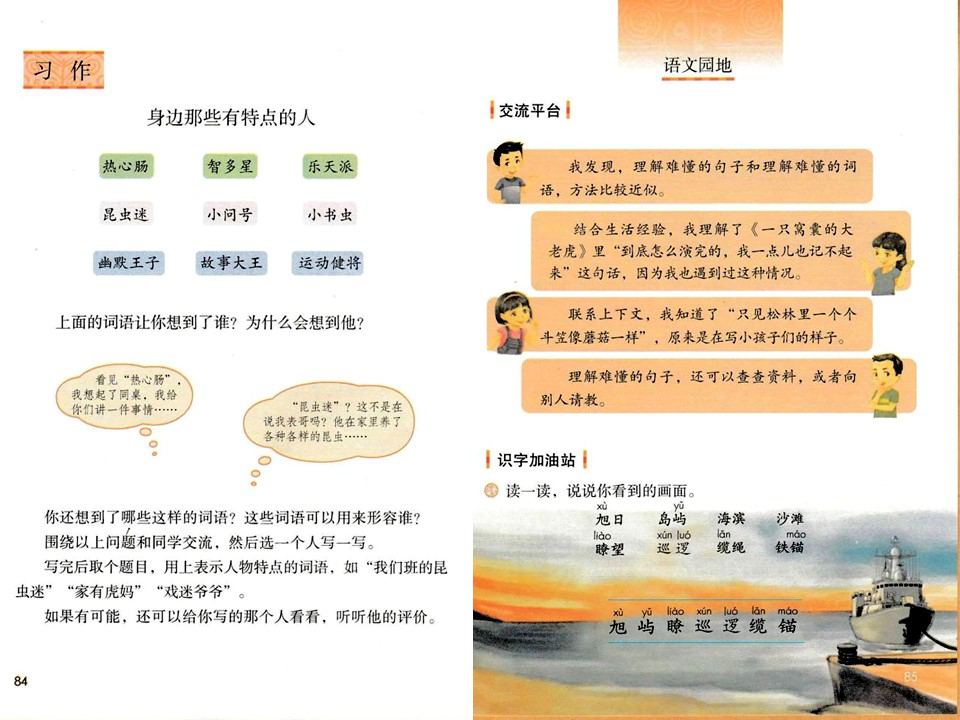 习 作
身边那些有特点的人
热心肠 智多星 乐天派
昆虫迷 小问号 小书虫
幽默王子 故事大王 运动健将
上面的词语让你想到了谁？为什么会想到他？
看见“热心肠”，
我想起了同桌，我给
你们讲一件事情……
“昆虫迷”？这不是在
说我表哥吗？他在家里养了
各种各样的昆虫……
你还想到了哪些这样的词语？这些词语可以用来形容谁？
围绕以上问题和同学交流，然后选一个人写一写。
写完后取个题目，用上表示人物特点的词语，如“我们班的昆
虫迷”“家有虎妈”“戏迷爷爷”。
如果有可能，还可以给你写的那个人看看，听听他的评价。
84
语文园地
交流平台
我发现，理解难懂的句子和理解难懂的词
语，方法比较近似。
结合生活经验，我理解了《一只窝囊的大
老虎》里“到底怎么演完的，我一点儿也记不起
来”这句话，因为我也遇到过这种情况。
联系上下文，我知道了“只见松林里一个个
斗笠像蘑菇一样”，原来是在写小孩子们的样子。
理解难懂的句子，还可以查查资料，或者向
别人请教。
识字加油站
读一读，说说你看到的画面。
xù yǔ
旭日 岛屿 海滨 沙滩
liào xún luó lǎn máo
瞭望 巡逻 缆绳 铁锚
xù yǔ liào xún luó lǎn máo
旭 屿 瞭 巡 逻 缆 锚
85